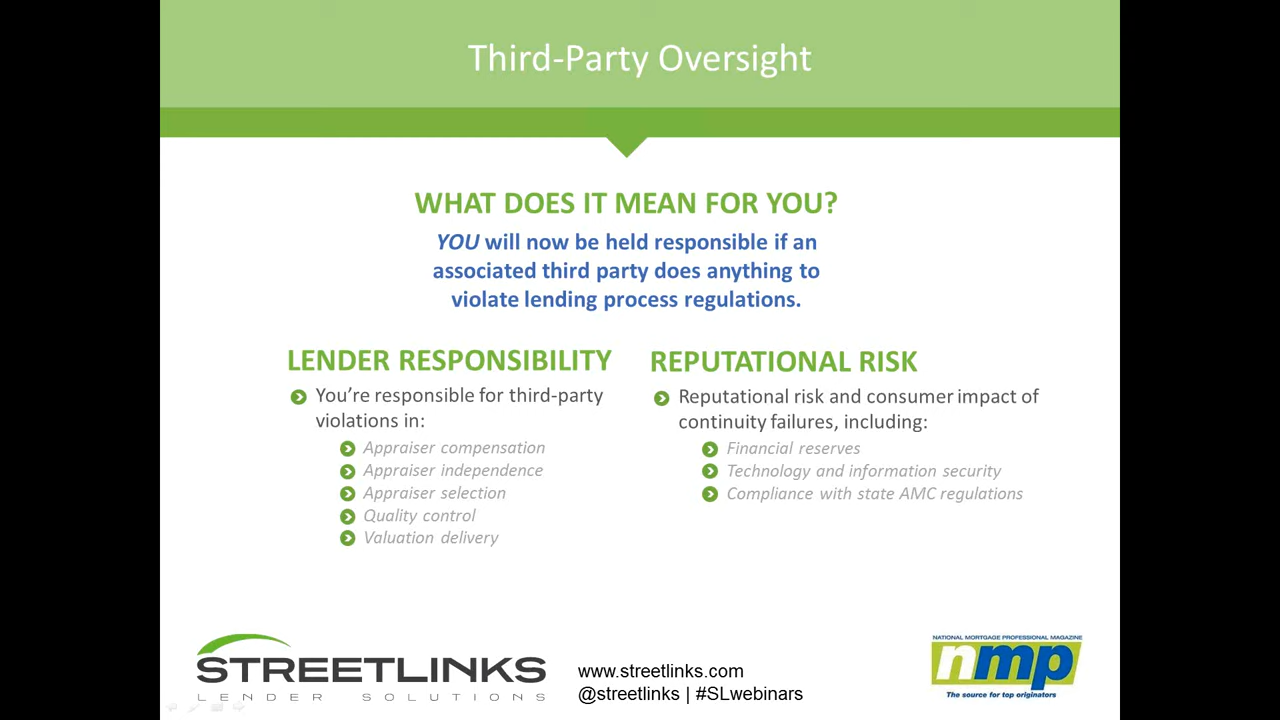 Third-Party Oversight
WHAT DOES IT MEAN FOR YOU?
YOU will now be held responsible if an
associated third party does anything to
violate lending process regulations.
LENDER RESPONSIBILITY
You’re responsible for third-party
violations in:
Appraiser compensation
Appraiser independence
Appraiser selection
Quality control
Valuation delivery
REPUTATIONAL RISK
Reputational risk and consumer impact of
continuity failures, including:
Financial reserves
Technology and information security
Compliance with state AMC regulations
STREETLINKS
LENDER SOLUTIONS
www.streetlinks.com
@streetlinks | #SLwebinars
NATIONAL MORTGAGE PROFESSIONAL MAGAZINE
nmp
The source for top originators